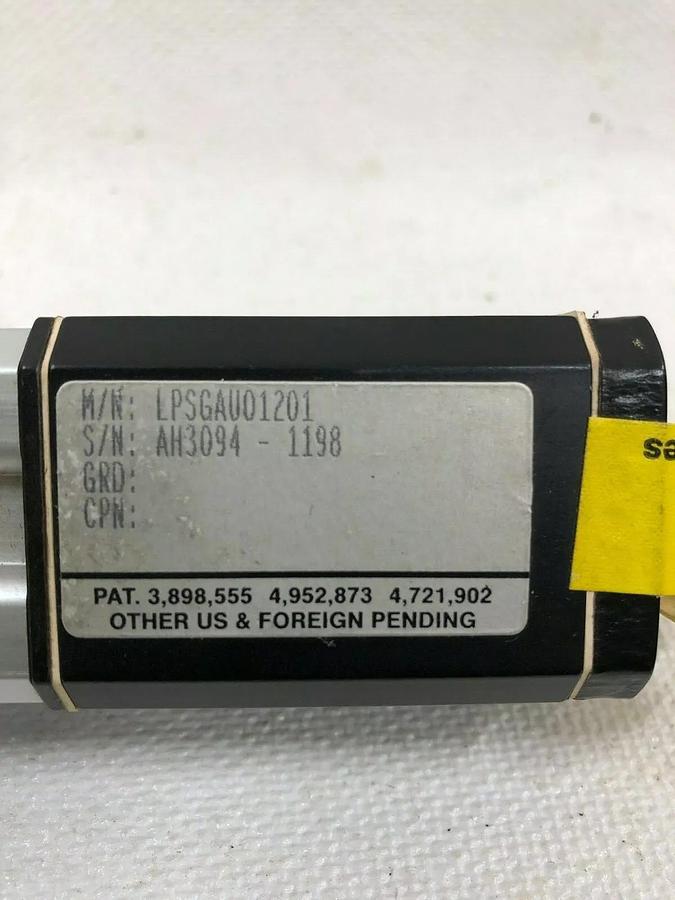 M/N: LPSGAU01201
S/N: AH3094 - 1198
GRD:
CPN:
PAT. 3,898,555 4,952,873 4,721,902
OTHER US & FOREIGN PENDING
es